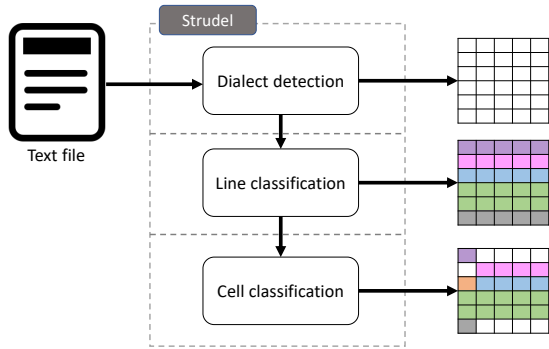 Strudel
Dialect detection
Text file
Line classification
Cell classification